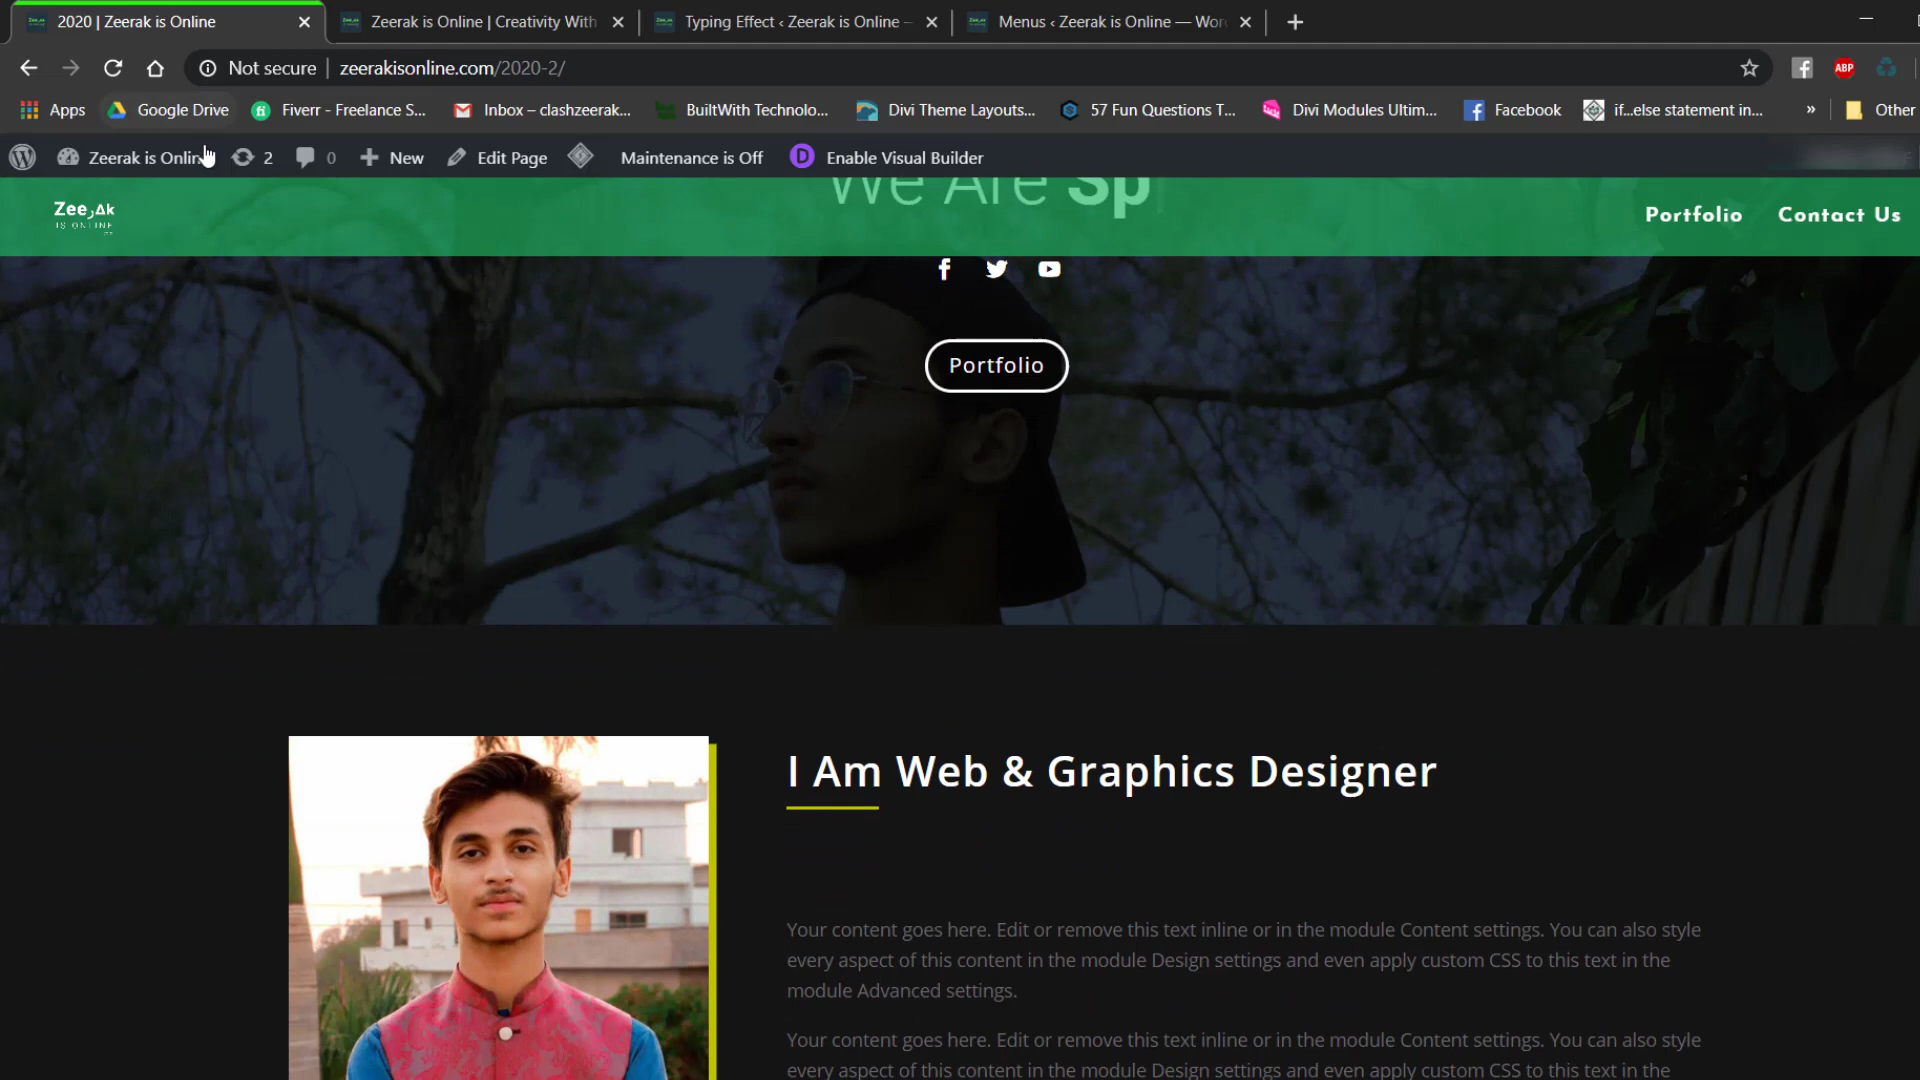 2020 | Zeerak is Online
Zeerak is Online | Creativity With
Typing Effect ‹ Zeerak is Online —
Menus ‹ Zeerak is Online — Wor
Not secure
zeerakisonline.com/2020-2/
ABP
Apps
Google Drive
Fiverr - Freelance S...
Inbox – clashzeerak...
BuiltWith Technolo...
Divi Theme Layouts...
57 Fun Questions T...
Divi Modules Ultim...
Facebook
if...else statement in...
»
Other
Zeerak is Onlin
2
0
New
Edit Page
Maintenance is Off
D
Enable Visual Builder
We Are Sp
IS ONLINE
Portfolio
Contact Us
Portfolio
I Am Web & Graphics Designer
Your content goes here. Edit or remove this text inline or in the module Content settings. You can also style
every aspect of this content in the module Design settings and even apply custom CSS to this text in the
module Advanced settings.
Your content goes here. Edit or remove this text inline or in the module Content settings. You can also style
every aspect of this content in the module Design settings and even apply custom CSS to this text in the